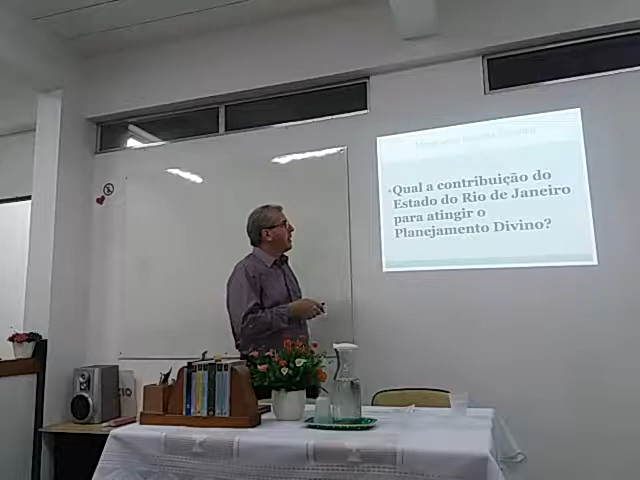 Qual a contribuição do
Estado do Rio de Janeiro
para atingir o
Planejamento Divino?